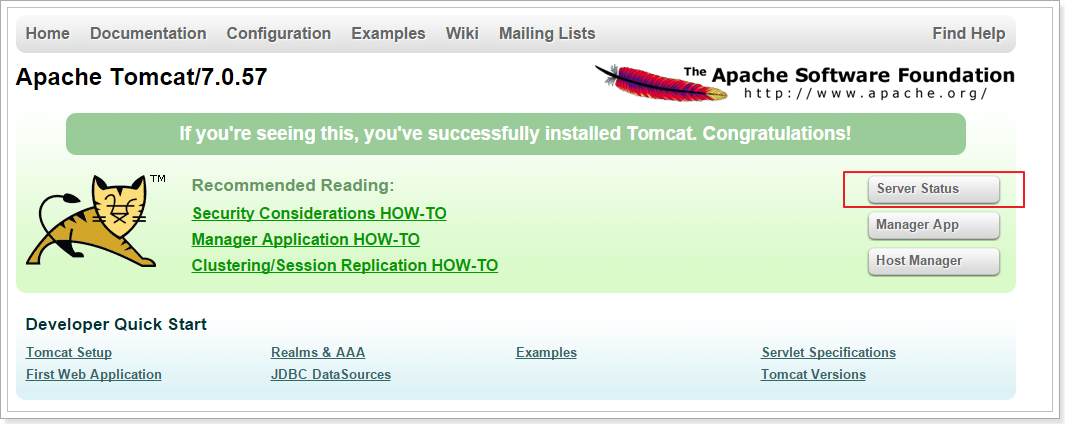 Home Documentation Configuration Examples Wiki Mailing Lists Find Help
Apache Tomcat/7.0.57
The Apache Software Foundation
http://www.apache.org/
If you're seeing this, you've successfully installed Tomcat. Congratulations!
TM
Recommended Reading:
Security Considerations HOW-TO
Manager Application HOW-TO
Clustering/Session Replication HOW-TO
Server Status
Manager App
Host Manager
Developer Quick Start
Tomcat Setup Realms & AAA Examples Servlet Specifications
First Web Application JDBC DataSources Tomcat Versions